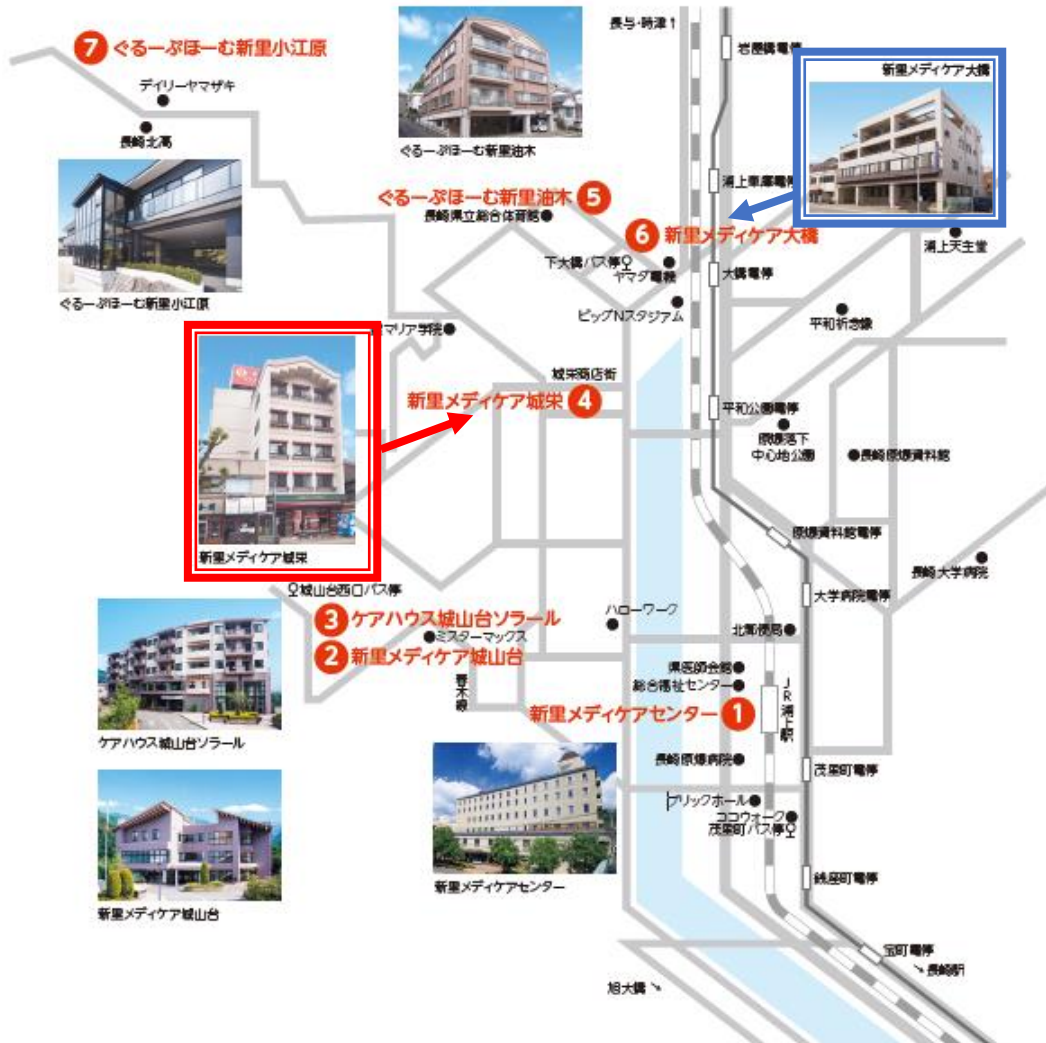 長与・時津↑
7 ぐるーぷほーむ新里小江原
岩屋橋電停
新里メディケア大橋
デイリーヤマザキ
長崎北高
ぐるーぷほーむ新里油木
浦上車庫電停
ぐるーぷほーむ新里油木 5
長崎県立総合体育館
6 新里メディケア大橋
浦上天主堂
下大橋バス停
ヤマダ電機
大橋電停
ぐるーぷほーむ新里小江原
ビッグNスタジアム
平和祈念像
マリア学院
城栄商店街
新里メディケア城栄 4
平和公園電停
原爆落下
中心地公園
長崎原爆資料館
原爆資料館電停
新里メディケア城栄
長崎大学病院
城山台西口バス停
大学病院電停
3 ケアハウス城山台ソラール
ハローワーク
ミスターマックス
北郵便局
2 新里メディケア城山台
県医師会館
総合福祉センター
JR浦上駅
春木線
新里メディケアセンター 1
ケアハウス城山台ソラール
長崎原爆病院
茂里町電停
ブリックホール
ココウォーク
茂里町バス停
新里メディケアセンター
銭座町電停
新里メディケア城山台
宝町電停
↘長崎駅
旭大橋↘